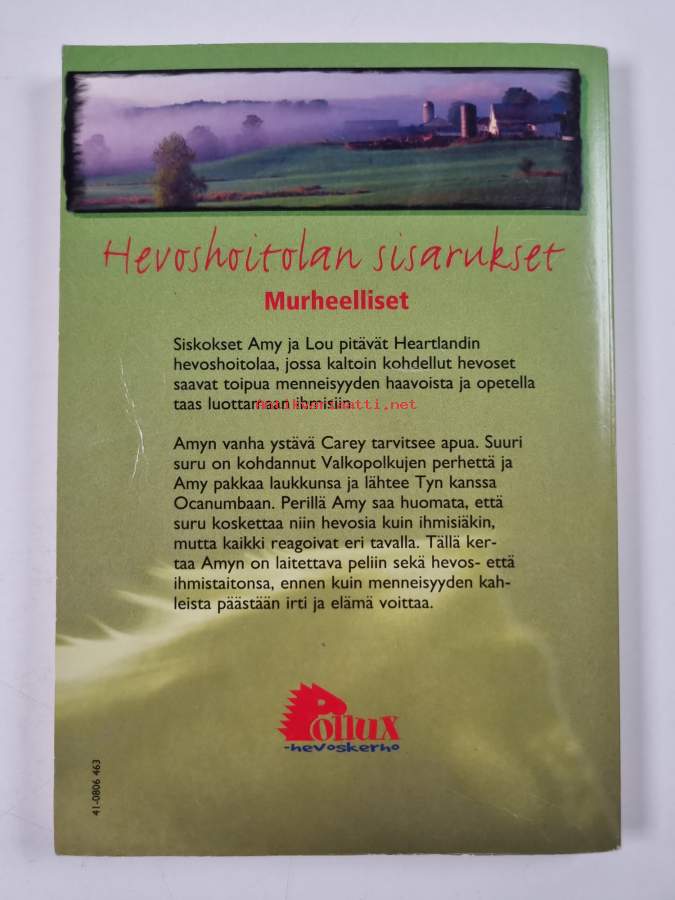 Hevoshoitolan sisarukset
Murheelliset
Siskokset Amy ja Lou pitävät Heartlandin
hevoshoitolaa, jossa kaltoin kohdellut hevoset
saavat toipua menneisyyden haavoista ja opetella
taas luottamaan ihmisiin.
Antikvariaatti.net
Amyn vanha ystävä Carey tarvitsee apua. Suuri
suru on kohdannut Valkopolkujen perhettä ja
Amy pakkaa laukkunsa ja lähtee Tyn kanssa
Ocanumbaan. Perillä Amy saa huomata, että
suru koskettaa niin hevosia kuin ihmisiäkin,
mutta kaikki reagoivat eri tavalla. Tällä ker-
taa Amyn on laitettava peliin sekä hevos- että
ihmistaitonsa, ennen kuin menneisyyden kah-
leista päästään irti ja elämä voittaa.
Pollux
-hevoskerho
41-0806 463